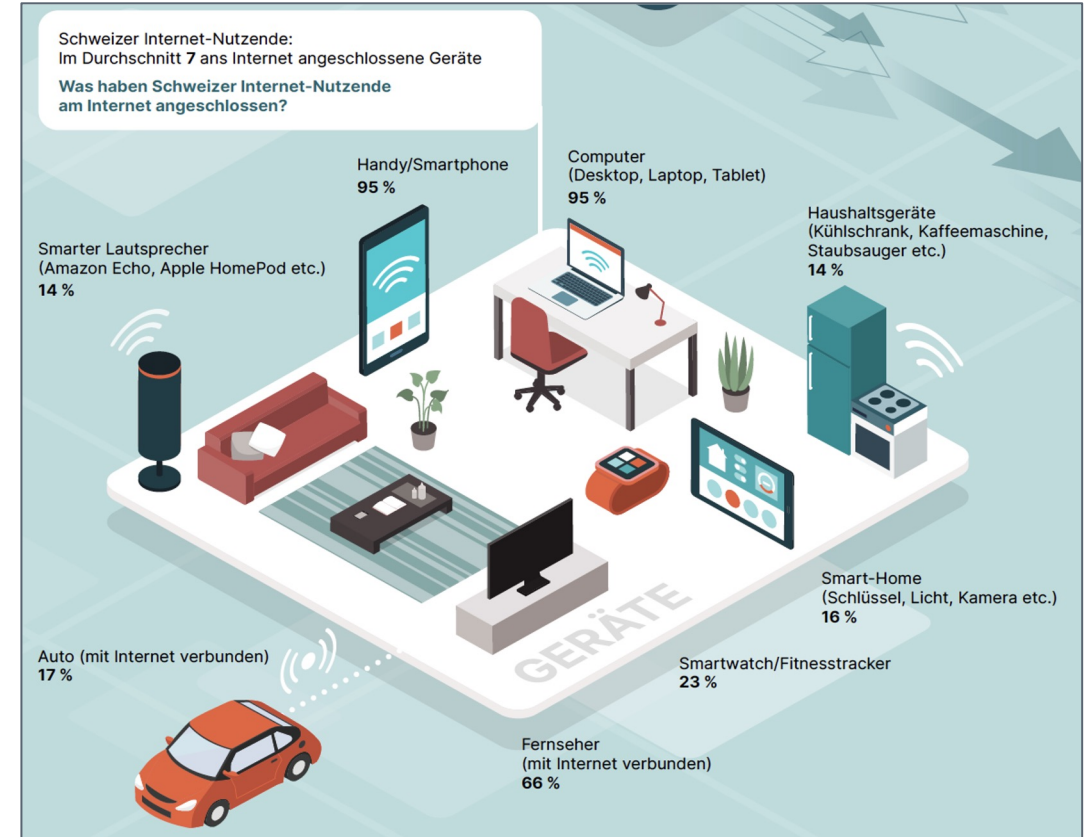 Schweizer Internet-Nutzende:
Im Durchschnitt 7 ans Internet angeschlossene Geräte
Was haben Schweizer Internet-Nutzende
am Internet angeschlossen?
Handy/Smartphone
95 %
Computer
(Desktop, Laptop, Tablet)
95 %
Haushaltsgeräte
(Kühlschrank, Kaffeemaschine,
Staubsauger etc.)
14 %
Smarter Lautsprecher
(Amazon Echo, Apple HomePod etc.)
14 %
Smart-Home
(Schlüssel, Licht, Kamera etc.)
16 %
GERÄTE
Auto (mit Internet verbunden)
17 %
Smartwatch/Fitnesstracker
23 %
Fernseher
(mit Internet verbunden)
66 %